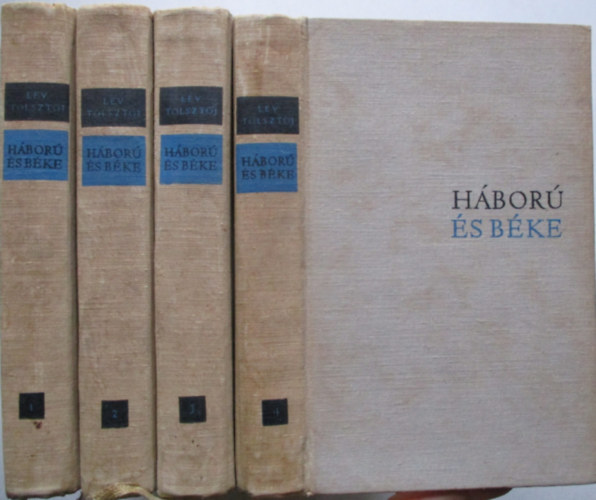 LEV
TOLSZTOJ
HÁBORÚ
ÉS BÉKE
1
LEV
TOLSZTOJ
HÁBORÚ
ÉS BÉKE
2
LEV
TOLSZTOJ
HÁBORÚ
ÉS BÉKE
3
LEV
TOLSZTOJ
HÁBORÚ
ÉS BÉKE
4
HÁBORÚ
ÉS BÉKE